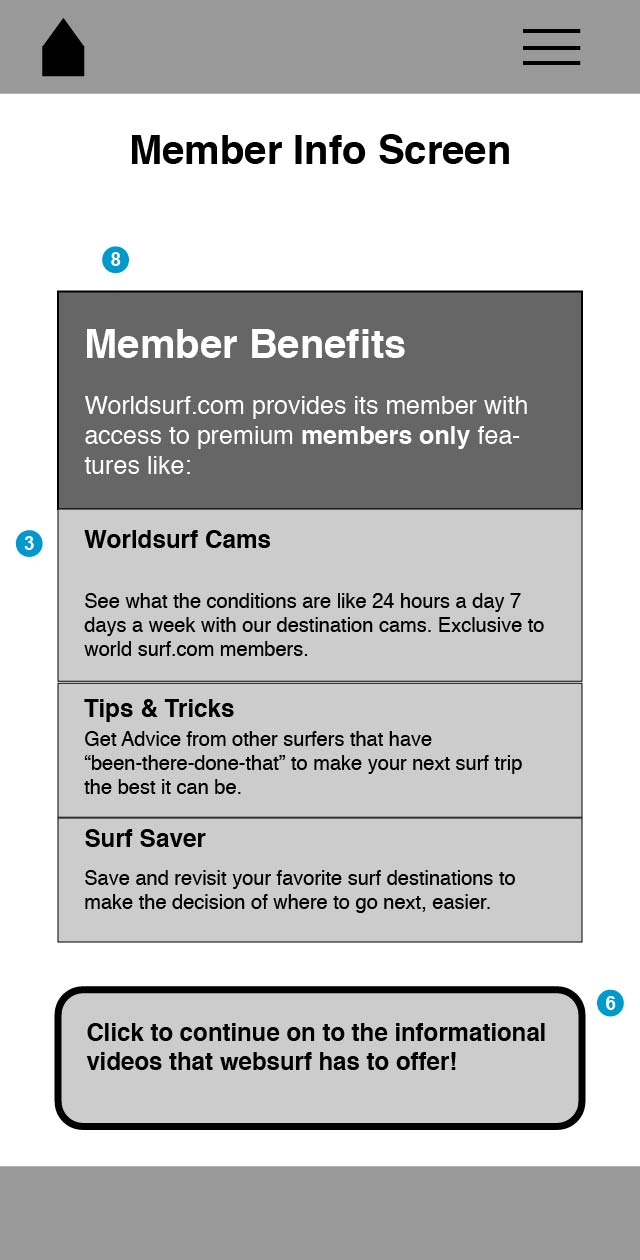 Member Info Screen
8
Member Benefits
Worldsurf.com provides its member with
access to premium members only fea-
tures like:
3
Worldsurf Cams
See what the conditions are like 24 hours a day 7
days a week with our destination cams. Exclusive to
world surf.com members.
Tips & Tricks
Get Advice from other surfers that have
“been-there-done-that” to make your next surf trip
the best it can be.
Surf Saver
Save and revisit your favorite surf destinations to
make the decision of where to go next, easier.
6
Click to continue on to the informational
videos that websurf has to offer!